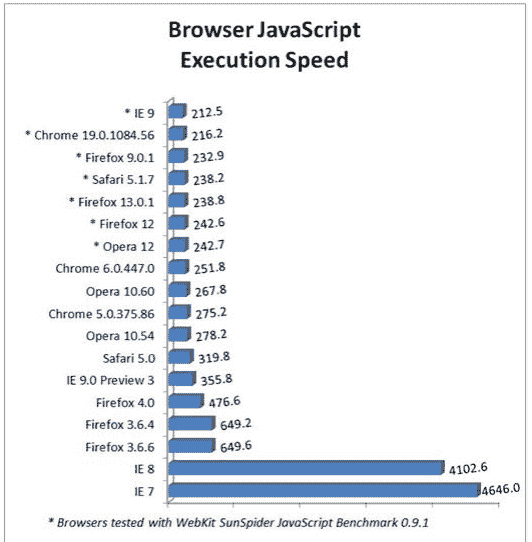 Browser JavaScript
Execution Speed
* IE 9 212.5
* Chrome 19.0.1084.56 216.2
* Firefox 9.0.1 232.9
* Safari 5.1.7 238.2
* Firefox 13.0.1 238.8
* Firefox 12 242.6
* Opera 12 242.7
Chrome 6.0.447.0 251.8
Opera 10.60 267.8
Chrome 5.0.375.86 275.2
Opera 10.54 278.2
Safari 5.0 319.8
IE 9.0 Preview 3 355.8
Firefox 4.0 476.6
Firefox 3.6.4 649.2
Firefox 3.6.6 649.6
IE 8 4102.6
IE 7 4646.0
* Browsers tested with WebKit SunSpider JavaScript Benchmark 0.9.1